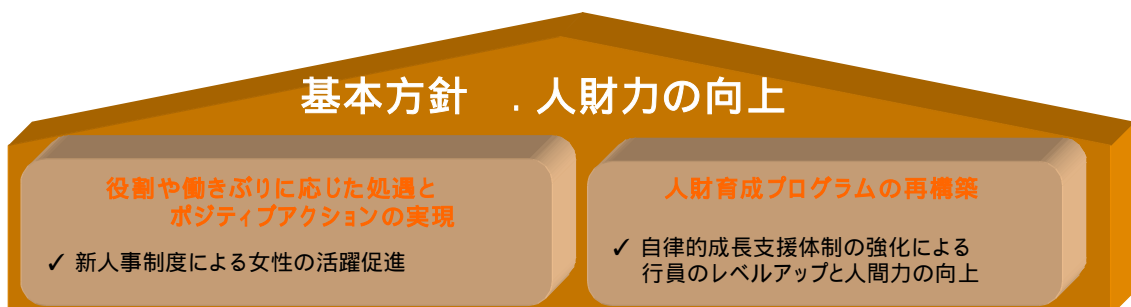 基本方針　．人財力の向上
役割や働きぶりに応じた処遇と
ポジティブアクションの実現
✓ 新人事制度による女性の活躍促進
人財育成プログラムの再構築
✓ 自律的成長支援体制の強化による
行員のレベルアップと人間力の向上